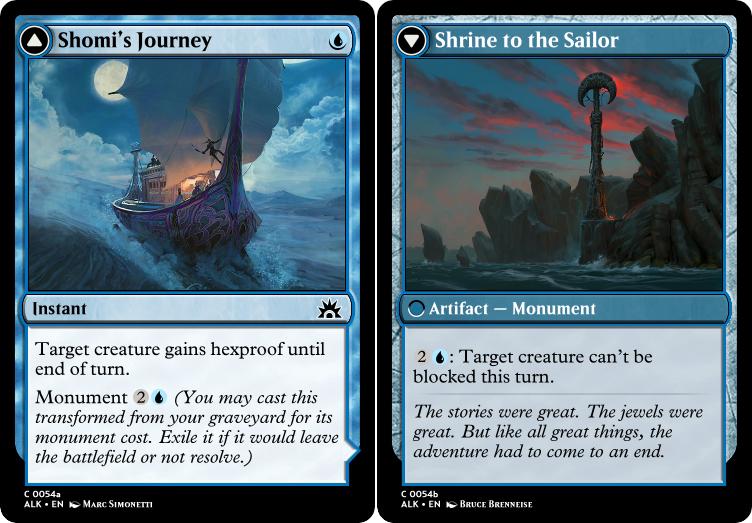 Shomi's Journey
Instant
Target creature gains hexproof until
end of turn.
Monument 2 (You may cast this
transformed from your graveyard for its
monument cost. Exile it if it would leave
the battlefield or not resolve.)
C 0054a
ALK • EN Marc Simonetti
Shrine to the Sailor
Artifact — Monument
2 : Target creature can't be
blocked this turn.
The stories were great. The jewels were
great. But like all great things, the
adventure had to come to an end.
C 0054b
ALK • EN Bruce Brenneise